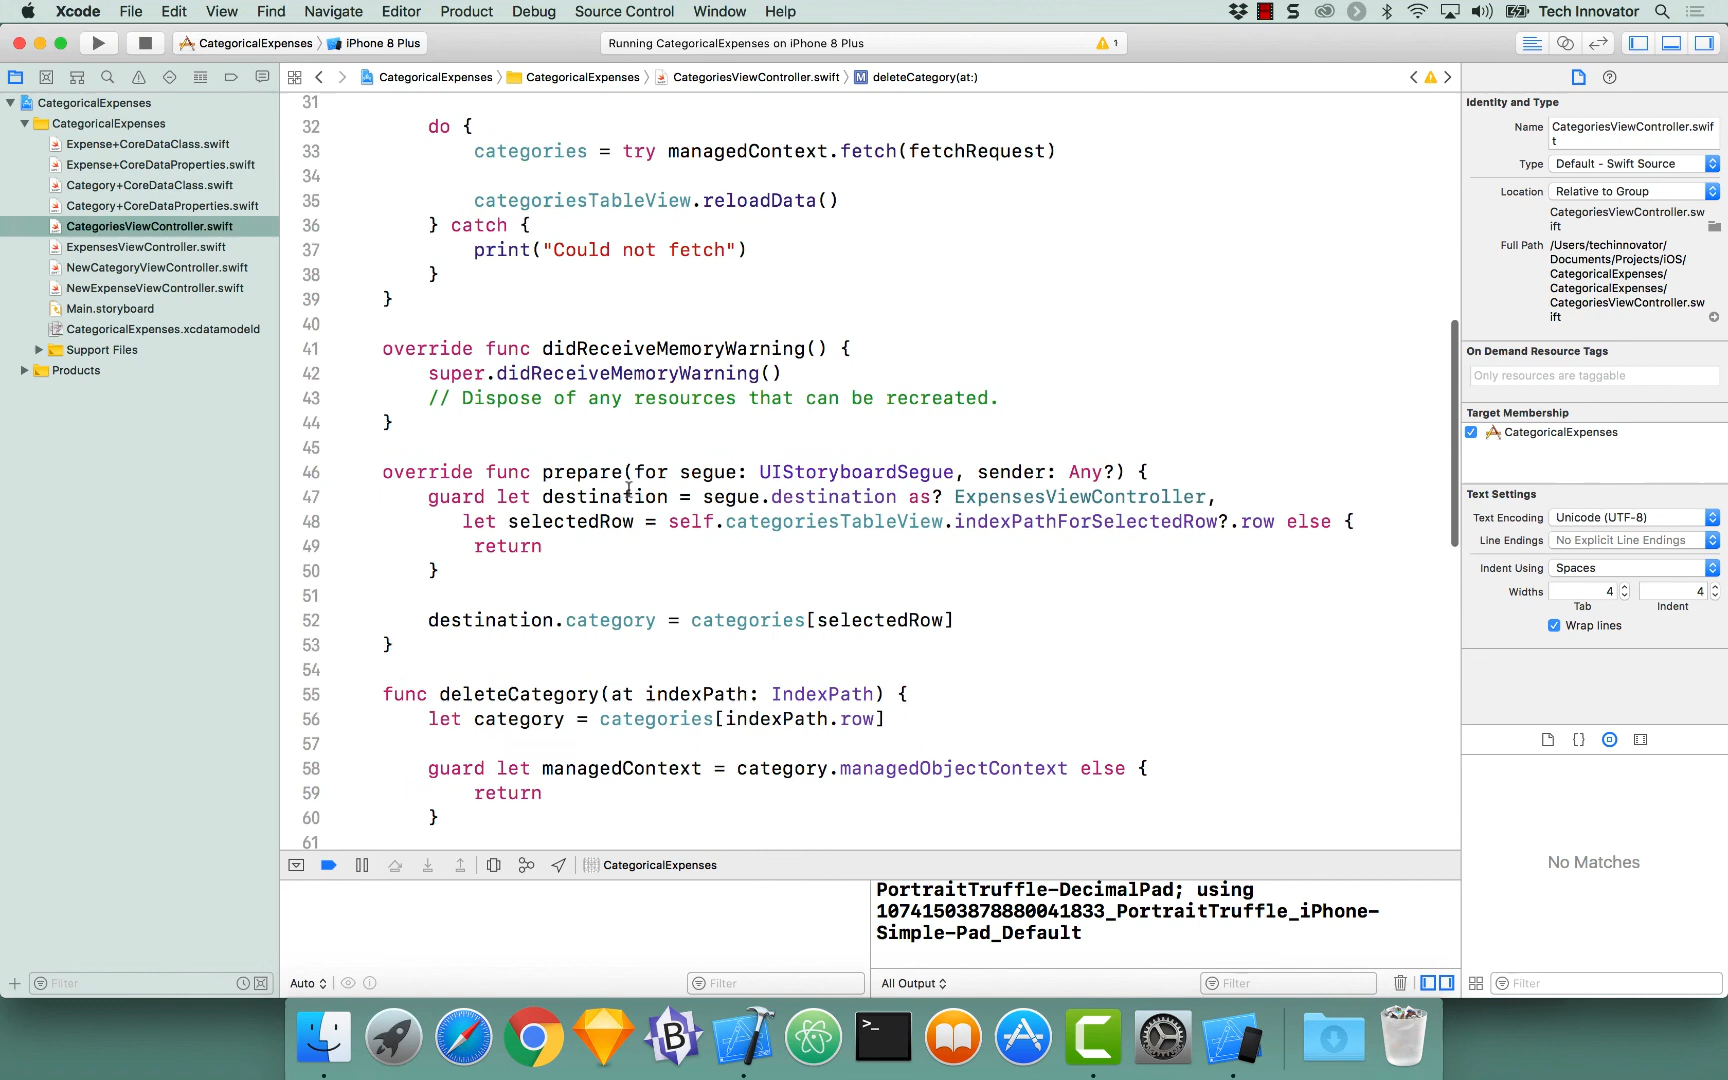 Xcode File Edit View Find Navigate Editor Product Debug Source Control Window Help Tech Innovator
CategoricalExpenses iPhone 8 Plus Running CategoricalExpenses on iPhone 8 Plus 1
CategoricalExpenses CategoricalExpenses CategoriesViewController.swift M deleteCategory(at:)
CategoricalExpenses
CategoricalExpenses
Expense+CoreDataClass.swift
Expense+CoreDataProperties.swift
Category+CoreDataClass.swift
Category+CoreDataProperties.swift
CategoriesViewController.swift
ExpensesViewController.swift
NewCategoryViewController.swift
NewExpenseViewController.swift
Main.storyboard
CategoricalExpenses.xcdatamodeld
Support Files
Products
Filter
31
32 do {
33 categories = try managedContext.fetch(fetchRequest)
34
35 categoriesTableView.reloadData()
36 } catch {
37 print("Could not fetch")
38 }
39 }
40
41 override func didReceiveMemoryWarning() {
42 super.didReceiveMemoryWarning()
43 // Dispose of any resources that can be recreated.
44 }
45
46 override func prepare(for segue: UIStoryboardSegue, sender: Any?) {
47 guard let destination = segue.destination as? ExpensesViewController,
48 let selectedRow = self.categoriesTableView.indexPathForSelectedRow?.row else {
49 return
50 }
51
52 destination.category = categories[selectedRow]
53 }
54
55 func deleteCategory(at indexPath: IndexPath) {
56 let category = categories[indexPath.row]
57
58 guard let managedContext = category.managedObjectContext else {
59 return
60 }
61
CategoricalExpenses
PortraitTruffle-DecimalPad; using
10741503878880041833_PortraitTruffle_iPhone-
Simple-Pad_Default
Auto Filter All Output Filter
Identity and Type
Name CategoriesViewController.swif
t
Type Default - Swift Source
Location Relative to Group
CategoriesViewController.sw
ift
Full Path /Users/techinnovator/
Documents/Projects/iOS/
CategoricalExpenses/
CategoricalExpenses/
CategoriesViewController.sw
ift
On Demand Resource Tags
Only resources are taggable
Target Membership
CategoricalExpenses
Text Settings
Text Encoding Unicode (UTF-8)
Line Endings No Explicit Line Endings
Indent Using Spaces
Widths 4 4
Tab Indent
Wrap lines
No Matches
Filter